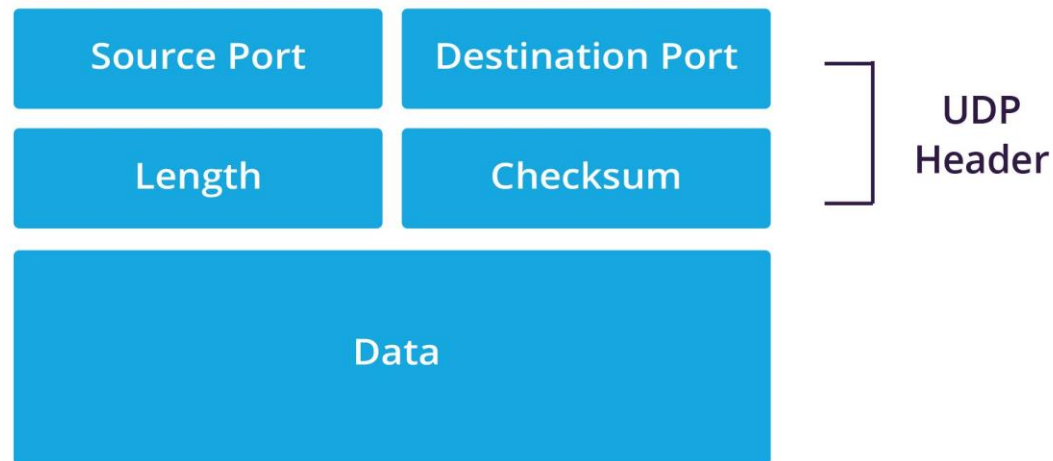 Source Port
Destination Port
UDP
Header
Length
Checksum
Data